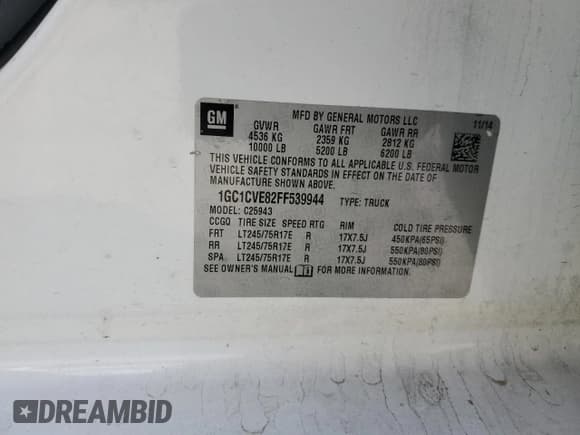 GM
MFD BY GENERAL MOTORS LLC 11/14
GVWR GAWR FRT GAWR RR
4536 KG 2359 KG 2812 KG
10000 LB 5200 LB 6200 LB
THIS VEHICLE CONFORMS TO ALL APPLICABLE U.S. FEDERAL MOTOR
VEHICLE SAFETY STANDARDS IN EFFECT ON THE DATE OF
MANUFACTURE SHOWN ABOVE.
1GC1CVE82FF539944 TYPE: TRUCK
MODEL: C25943
CCGQ TIRE SIZE SPEED RTG RIM COLD TIRE PRESSURE
FRT LT245/75R17E R 17X7.5J 450KPA(65PSI)
RR LT245/75R17E R 17X7.5J 550KPA(80PSI)
SPA LT245/75R17E R 17X7.5J 550KPA(80PSI)
SEE OWNER'S MANUAL FOR MORE INFORMATION.
DREAMBID